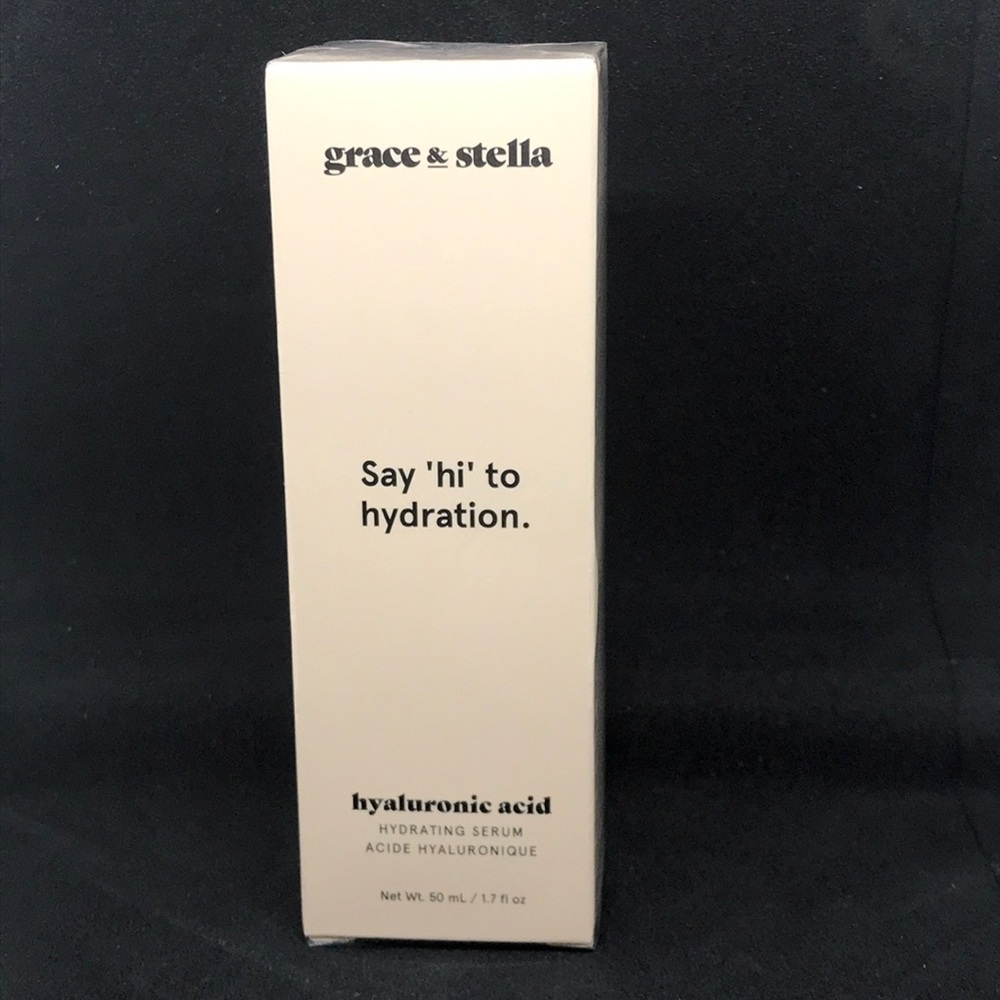 grace & stella
Say 'hi' to
hydration.
hyaluronic acid
HYDRATING SERUM
ACIDE HYALURONIQUE
Net Wt. 50 mL / 1.7 fl oz